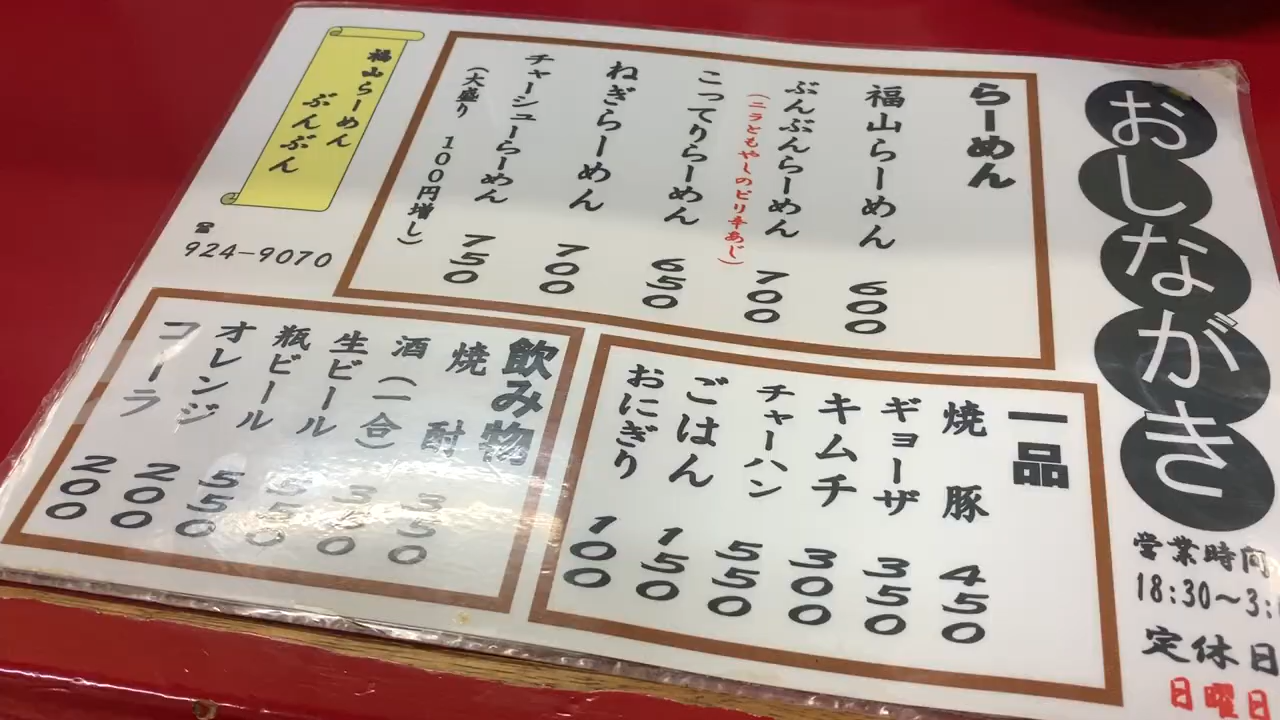 おしながき
営業時間
18:30～3:
定休日
日曜日
らーめん
福山らーめん 600
ぶんぶんらーめん 700
（ニラともやしのピリ辛あじ）
こってりらーめん 650
ねぎらーめん 700
チャーシューらーめん 750
（大盛り 100円増し）
福山らーめん
ぶんぶん
☎
924-9070
一品
焼豚 450
ギョーザ 350
キムチ 300
チャーハン 550
ごはん 150
おにぎり 100
飲み物
焼酎 350
酒（一合） 350
生ビール 550
瓶ビール 550
オレンジ 200
コーラ 200